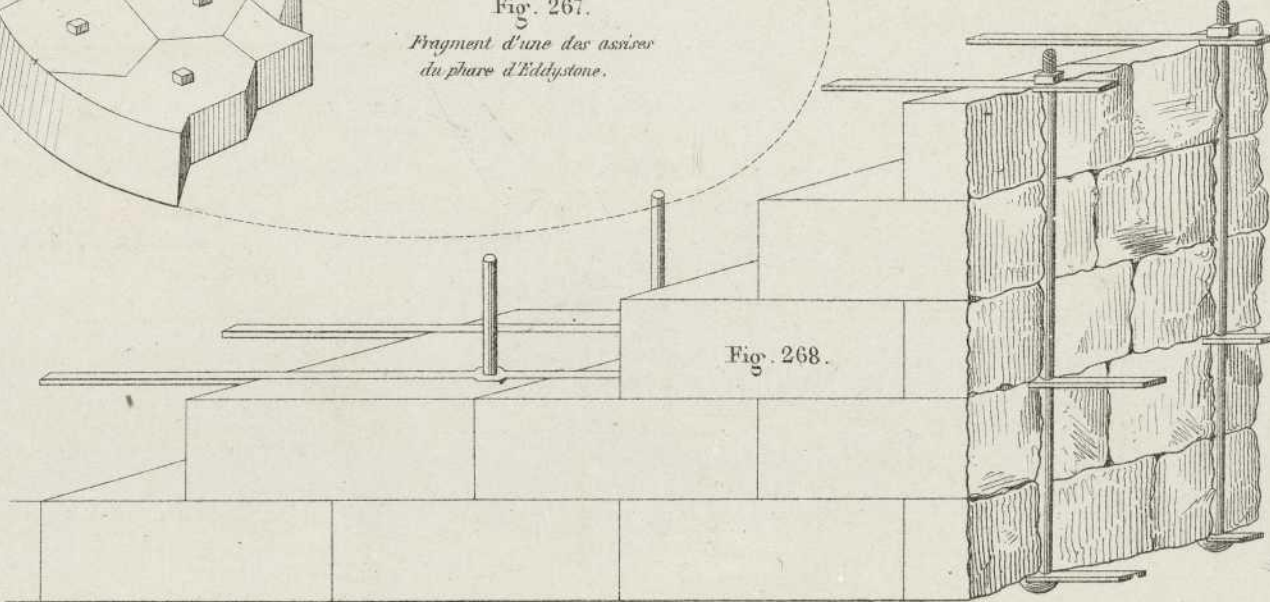 Fig. 267.
Fragment d'une des assises
du phare d'Eddystone.
Fig. 268.